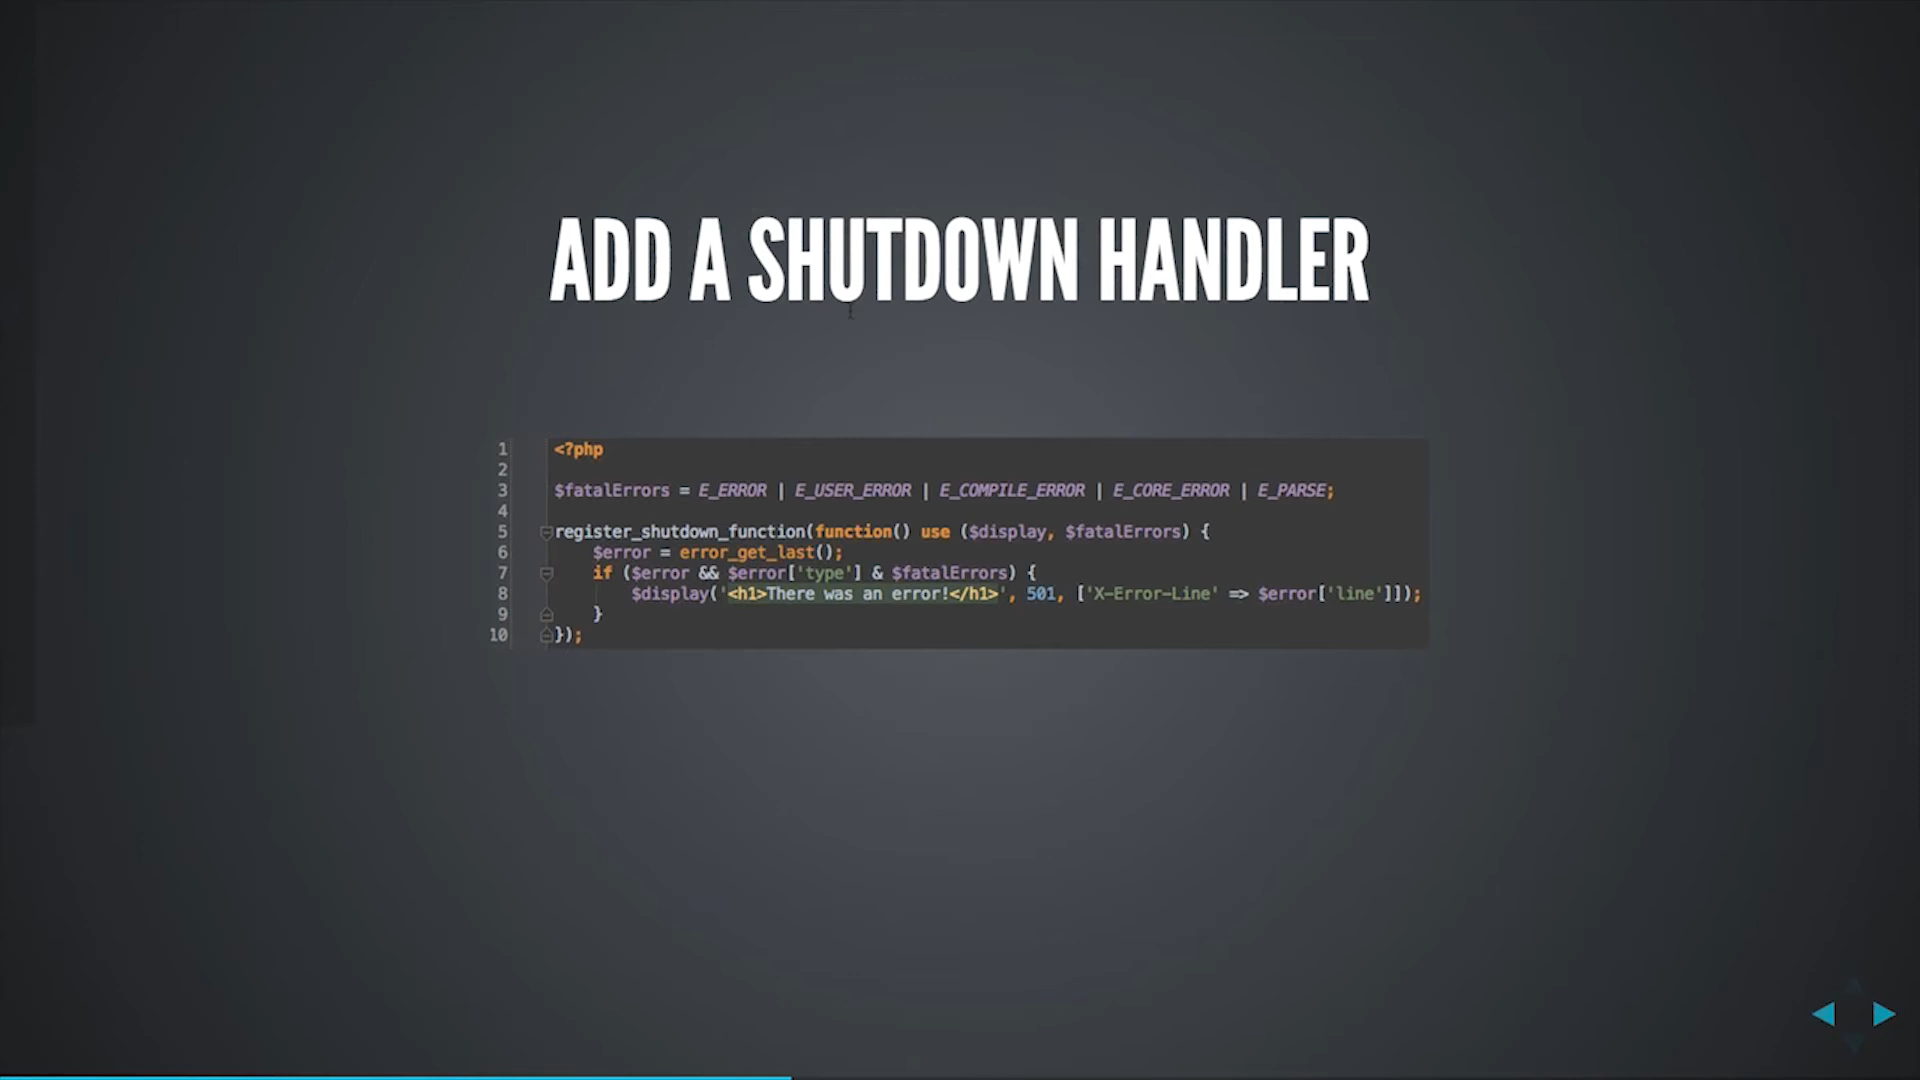 ADD A SHUTDOWN HANDLER
1 <?php
2
3 $fatalErrors = E_ERROR | E_USER_ERROR | E_COMPILE_ERROR | E_CORE_ERROR | E_PARSE;
4
5 register_shutdown_function(function() use ($display, $fatalErrors) {
6     $error = error_get_last();
7     if ($error && $error['type'] & $fatalErrors) {
8         $display('<h1>There was an error!</h1>', 501, ['X-Error-Line' => $error['line']]);
9     }
10 });